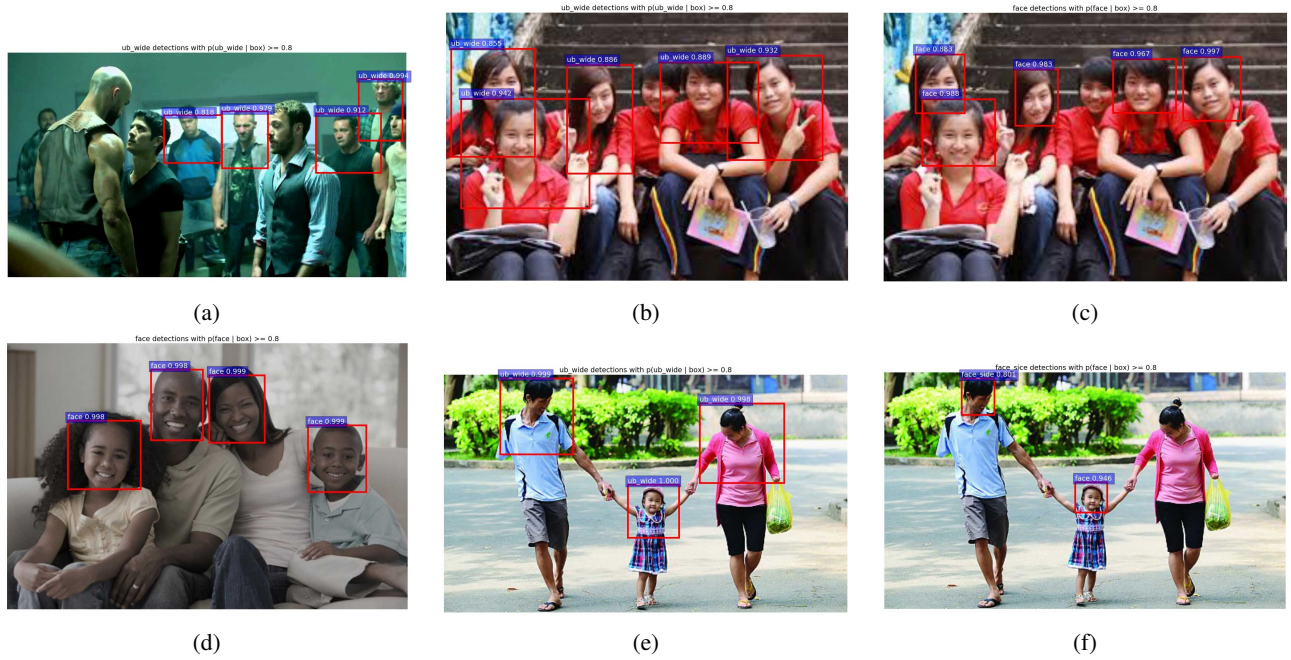 ub_wide detections with p(ub_wide | box) >= 0.8
ub_wide 0.994
ub_wide 0.818
ub_wide 0.979
ub_wide 0.912
(a)
ub_wide detections with p(ub_wide | box) >= 0.8
ub_wide 0.855
ub_wide 0.886
ub_wide 0.889
ub_wide 0.932
ub_wide 0.942
(b)
face detections with p(face | box) >= 0.8
face 0.883
face 0.983
face 0.967
face 0.997
face 0.988
(c)
face detections with p(face | box) >= 0.8
face 0.998
face 0.998
face 0.999
face 0.999
(d)
ub_wide detections with p(ub_wide | box) >= 0.8
ub_wide 0.999
ub_wide 0.998
ub_wide 1.000
(e)
face_side detections with p(face | box) >= 0.8
face_side 0.801
face 0.946
(f)